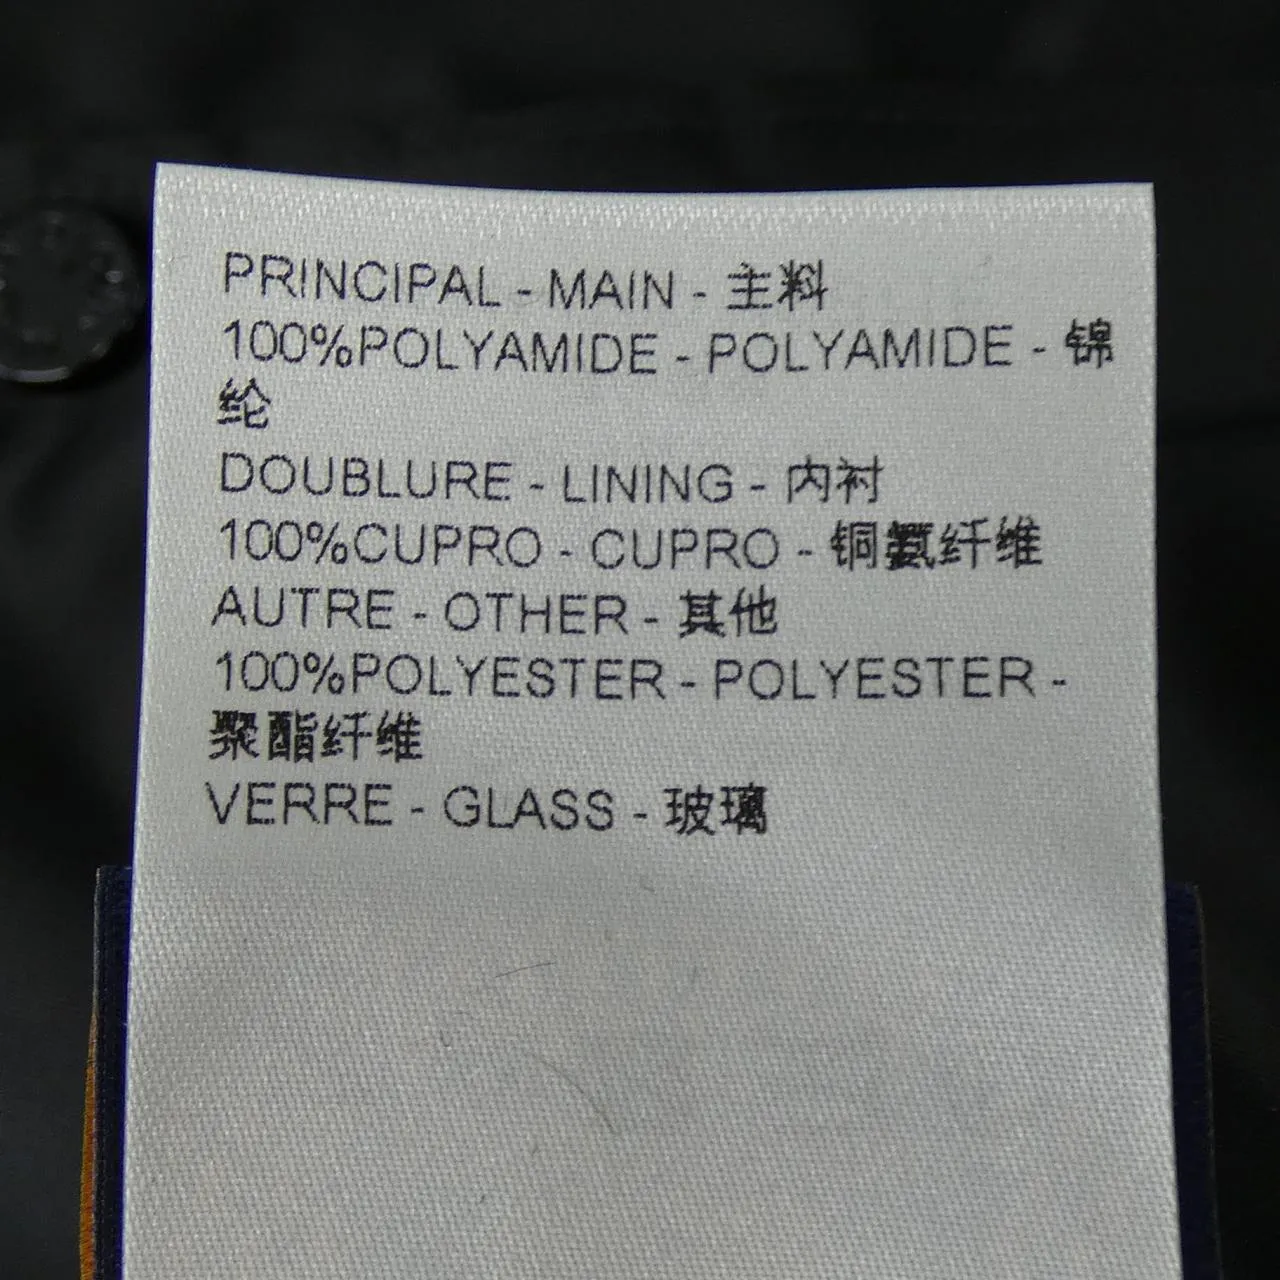 PRINCIPAL - MAIN - 主料
100%POLYAMIDE - POLYAMIDE - 锦
纶
DOUBLURE - LINING - 内衬
100%CUPRO - CUPRO - 铜氨纤维
AUTRE - OTHER - 其他
100%POLYESTER - POLYESTER -
聚酯纤维
VERRE - GLASS - 玻璃